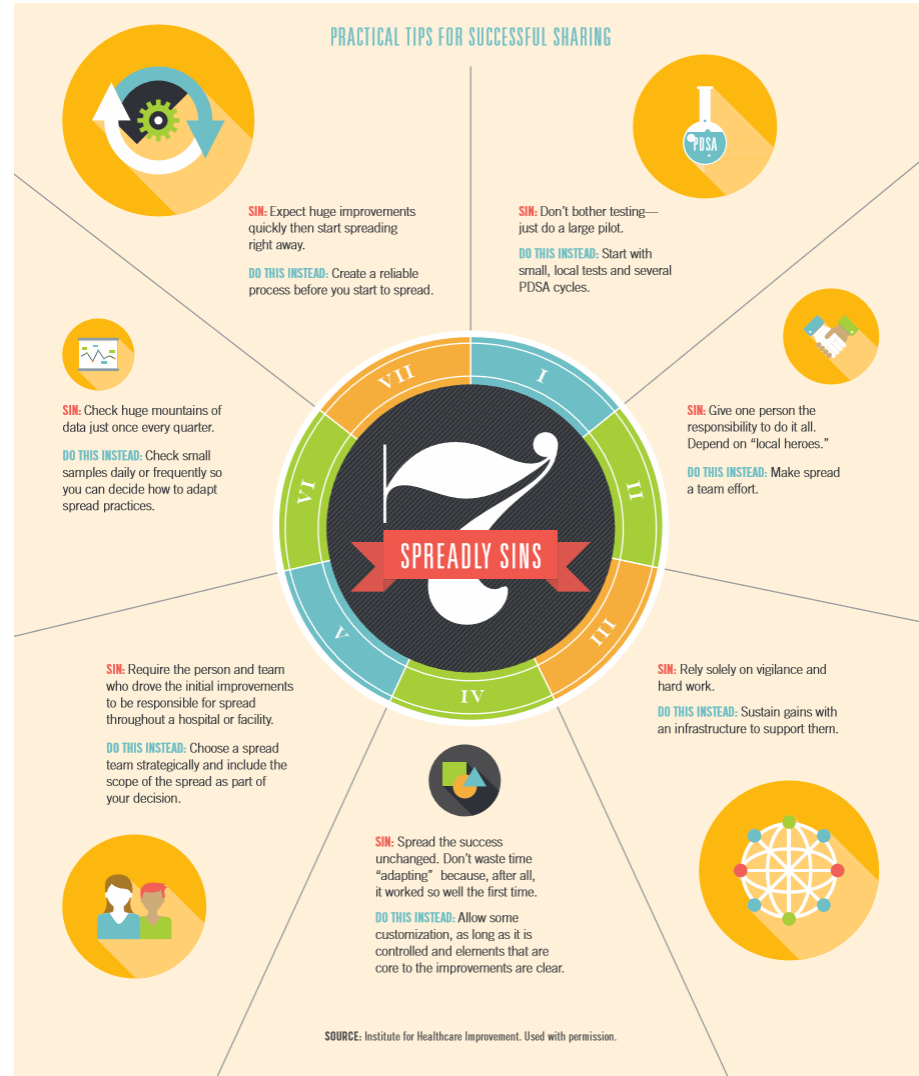 PRACTICAL TIPS FOR SUCCESSFUL SHARING
PDSA
SIN: Don't bother testing—
just do a large pilot.
DO THIS INSTEAD: Start with
small, local tests and several
PDSA cycles.
SIN: Give one person the
responsibility to do it all.
Depend on “local heroes.”
DO THIS INSTEAD: Make spread
a team effort.
SIN: Rely solely on vigilance and
hard work.
DO THIS INSTEAD: Sustain gains with
an infrastructure to support them.
SIN: Spread the success
unchanged. Don't waste time
“adapting” because, after all,
it worked so well the first time.
DO THIS INSTEAD: Allow some
customization, as long as it is
controlled and elements that are
core to the improvements are clear.
SIN: Require the person and team
who drove the initial improvements
to be responsible for spread
throughout a hospital or facility.
DO THIS INSTEAD: Choose a spread
team strategically and include the
scope of the spread as part of
your decision.
SIN: Check huge mountains of
data just once every quarter.
DO THIS INSTEAD: Check small
samples daily or frequently so
you can decide how to adapt
spread practices.
SIN: Expect huge improvements
quickly then start spreading
right away.
DO THIS INSTEAD: Create a reliable
process before you start to spread.
I
II
III
IV
V
VI
VII
7
SPREADLY SINS
SOURCE: Institute for Healthcare Improvement. Used with permission.